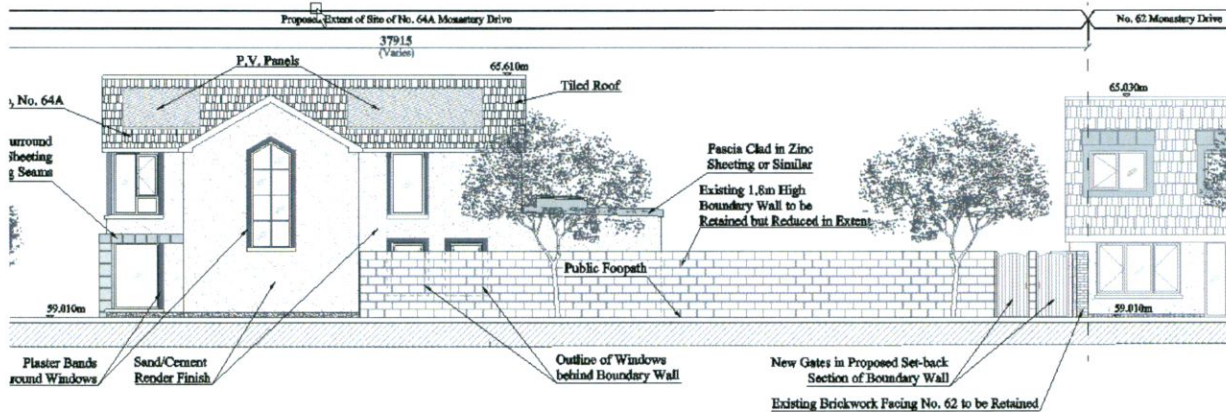 Proposed Extent of Site of No. 64A Monastery Drive
No. 62 Monastery Drive
37915
(Varies)
P.V. Panels
65.610m
Tiled Roof
65.030m
No. 64A
urround
Sheeting
Seams
Fascia Clad in Zinc
Sheeting or Similar
Existing 1.8m High
Boundary Wall to be
Retained but Reduced in Extent
Public Foopath
59.010m
59.010m
Plaster Bands
round Windows
Sand/Cement
Render Finish
Outline of Windows
behind Boundary Wall
New Gates in Proposed Set-back
Section of Boundary Wall
Existing Brickwork Facing No. 62 to be Retained